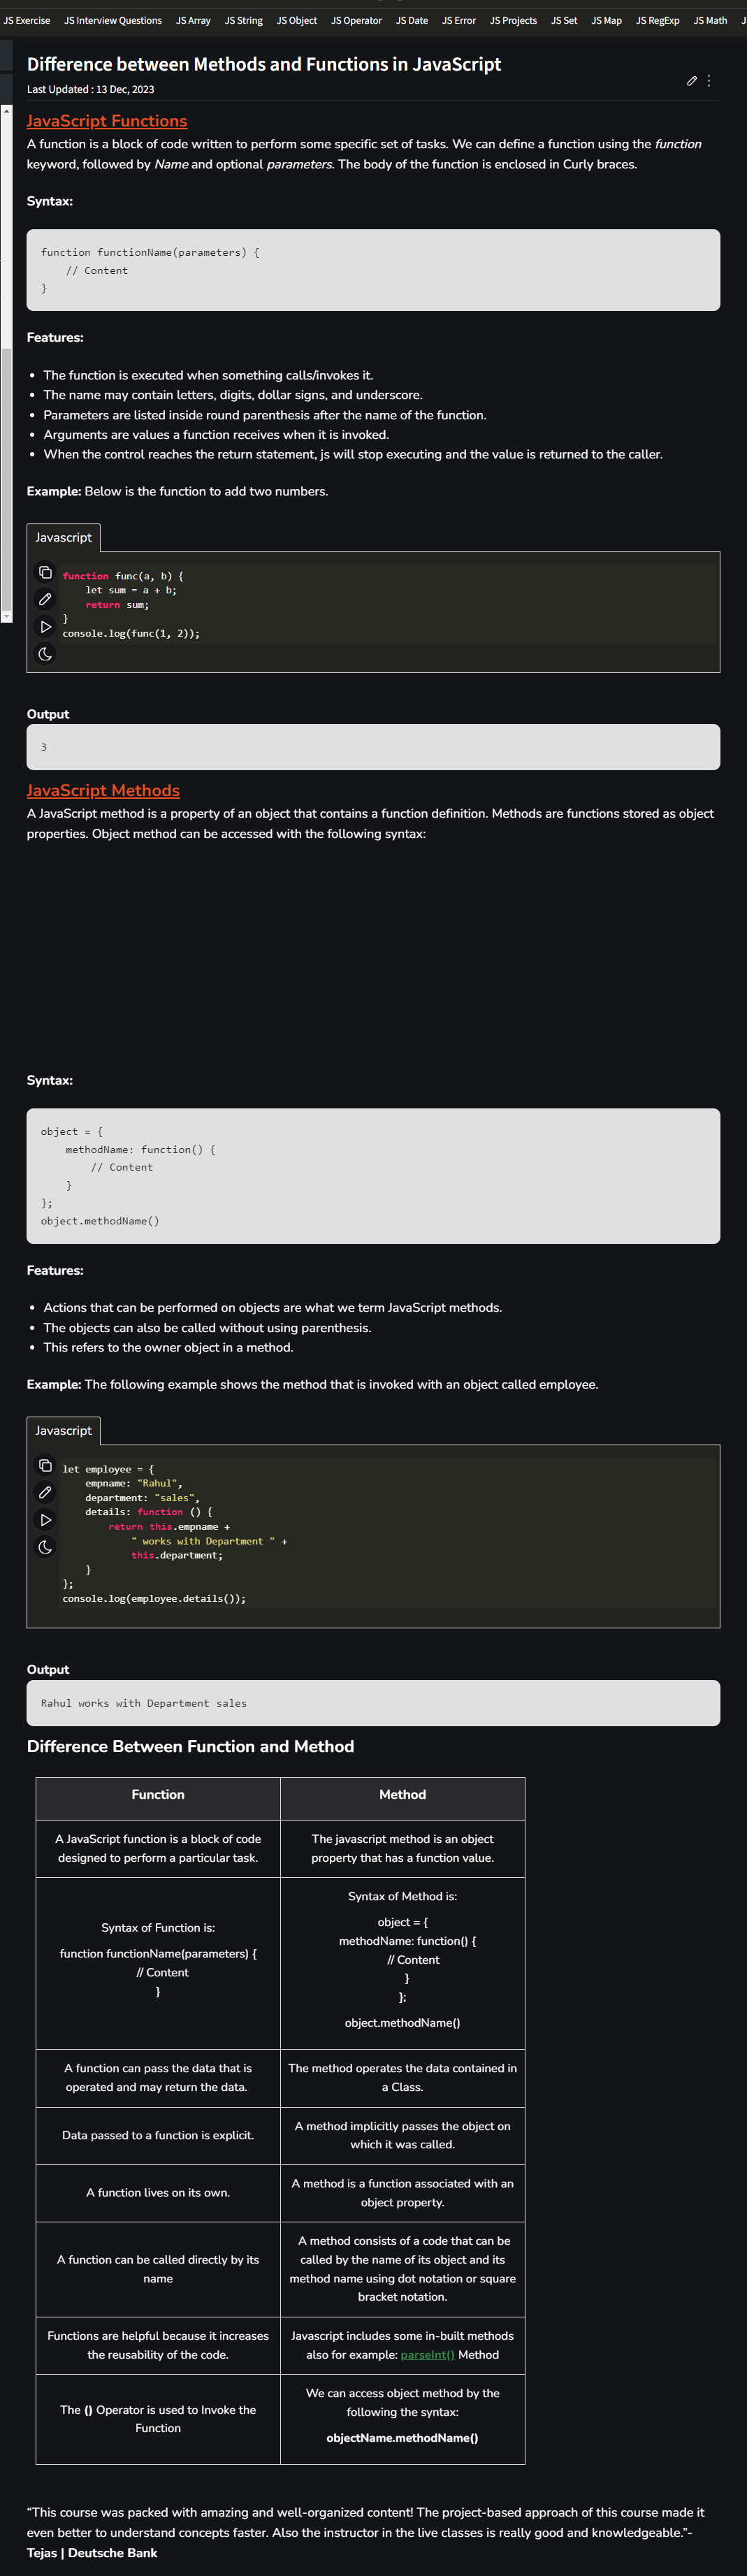 JS Exercise JS Interview Questions JS Array JS String JS Object JS Operator JS Date JS Error JS Projects JS Set JS Map JS RegExp JS Math J
Difference between Methods and Functions in JavaScript
Last Updated : 13 Dec, 2023
JavaScript Functions
A function is a block of code written to perform some specific set of tasks. We can define a function using the function
keyword, followed by Name and optional parameters. The body of the function is enclosed in Curly braces.
Syntax:
function functionName(parameters) {
    // Content
}
Features:
• The function is executed when something calls/invokes it.
• The name may contain letters, digits, dollar signs, and underscore.
• Parameters are listed inside round parenthesis after the name of the function.
• Arguments are values a function receives when it is invoked.
• When the control reaches the return statement, js will stop executing and the value is returned to the caller.
Example: Below is the function to add two numbers.
Javascript
function func(a, b) {
    let sum = a + b;
    return sum;
}
console.log(func(1, 2));
Output
3
JavaScript Methods
A JavaScript method is a property of an object that contains a function definition. Methods are functions stored as object
properties. Object method can be accessed with the following syntax:
Syntax:
object = {
    methodName: function() {
        // Content
    }
};
object.methodName()
Features:
• Actions that can be performed on objects are what we term JavaScript methods.
• The objects can also be called without using parenthesis.
• This refers to the owner object in a method.
Example: The following example shows the method that is invoked with an object called employee.
Javascript
let employee = {
    empname: "Rahul",
    department: "sales",
    details: function () {
        return this.empname +
            " works with Department " +
            this.department;
    }
};
console.log(employee.details());
Output
Rahul works with Department sales
Difference Between Function and Method
Function Method
A JavaScript function is a block of code
designed to perform a particular task.
The javascript method is an object
property that has a function value.
Syntax of Function is:
function functionName(parameters) {
// Content
}
Syntax of Method is:
object = {
methodName: function() {
// Content
}
};
object.methodName()
A function can pass the data that is
operated and may return the data.
The method operates the data contained in
a Class.
Data passed to a function is explicit.
A method implicitly passes the object on
which it was called.
A function lives on its own.
A method is a function associated with an
object property.
A function can be called directly by its
name
A method consists of a code that can be
called by the name of its object and its
method name using dot notation or square
bracket notation.
Functions are helpful because it increases
the reusability of the code.
Javascript includes some in-built methods
also for example: parseInt() Method
The () Operator is used to Invoke the
Function
We can access object method by the
following the syntax:
objectName.methodName()
"This course was packed with amazing and well-organized content! The project-based approach of this course made it
even better to understand concepts faster. Also the instructor in the live classes is really good and knowledgeable."-
Tejas | Deutsche Bank